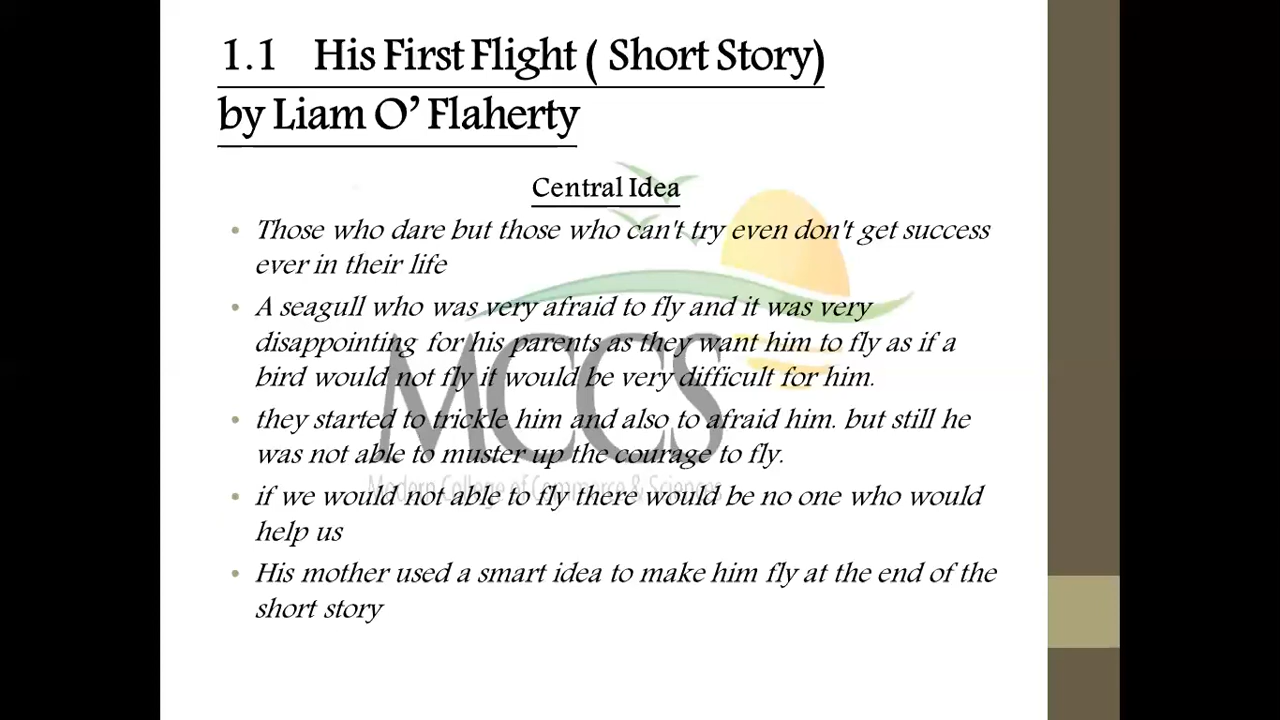 1.1 His First Flight ( Short Story)
by Liam O’ Flaherty
Central Idea
• Those who dare but those who can't try even don't get success
ever in their life
• A seagull who was very afraid to fly and it was very
disappointing for his parents as they want him to fly as if a
bird would not fly it would be very difficult for him.
• they started to trickle him and also to afraid him. but still he
was not able to muster up the courage to fly.
MCCS
Modern College of Commerce & Sciences
• if we would not able to fly there would be no one who would
help us
• His mother used a smart idea to make him fly at the end of the
short story